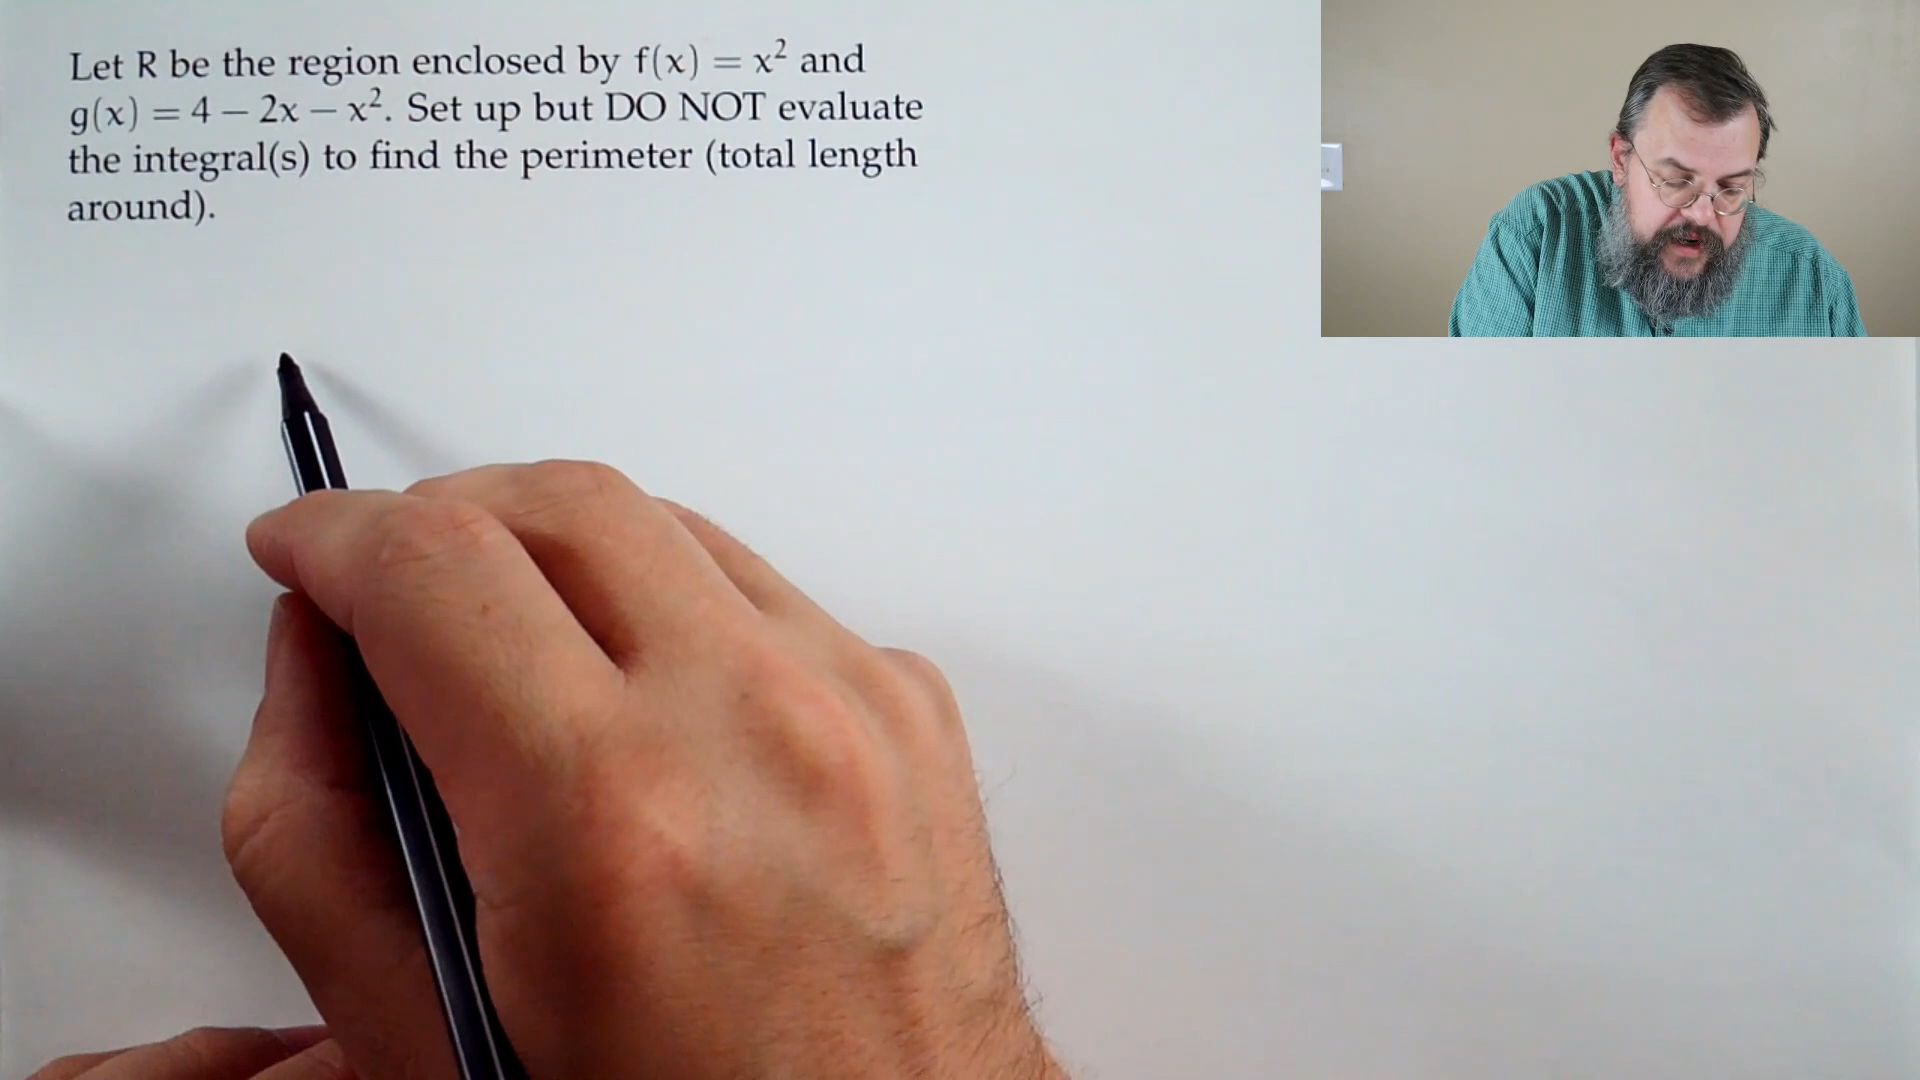 Let R be the region enclosed by f(x) = x² and
g(x) = 4 − 2x − x². Set up but DO NOT evaluate
the integral(s) to find the perimeter (total length
around).